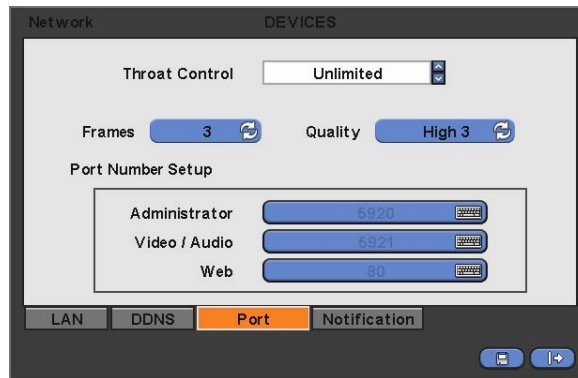 Network DEVICES
Throat Control Unlimited
Frames 3 Quality High 3
Port Number Setup
Administrator 5920
Video / Audio 5921
Web 80
LAN DDNS Port Notification